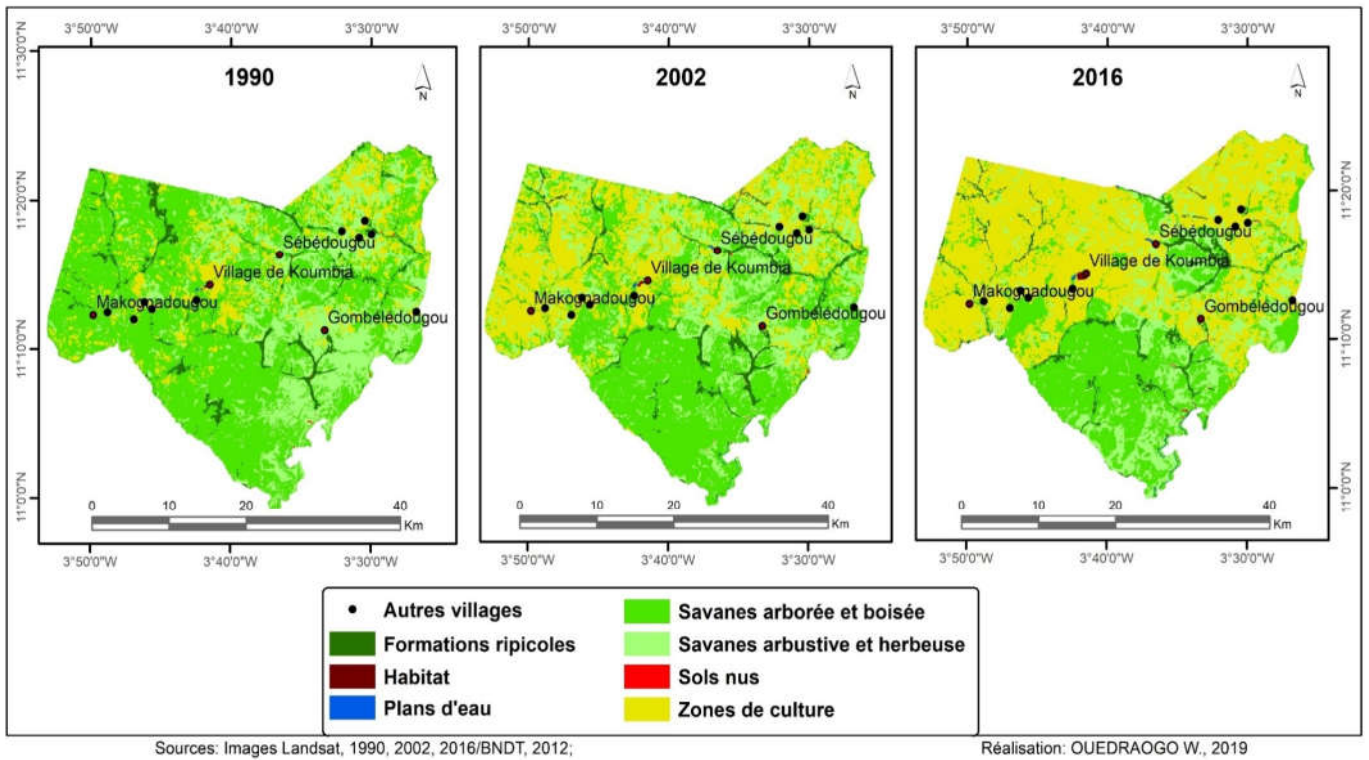 3°50'0"W 3°40'0"W 3°30'0"W 3°50'0"W 3°40'0"W 3°30'0"W 3°50'0"W 3°40'0"W 3°30'0"W
11°30'0"N
11°20'0"N
11°10'0"N
11°0'0"N
1990
N
Sébédougou
Village de Koumbia
Makognadougou
Gombélédougou
0 10 20 40
Km
2002
N
Sébédougou
Village de Koumbia
Makognadougou
Gombélédougou
0 10 20 40
Km
2016
N
Sébédougou
Village de Koumbia
Makognadougou
Gombélédougou
0 10 20 40
Km
11°20'0"N
11°10'0"N
11°0'0"N
3°50'0"W 3°40'0"W 3°30'0"W 3°50'0"W 3°40'0"W 3°30'0"W 3°50'0"W 3°40'0"W 3°30'0"W
Autres villages
Formations ripicoles
Habitat
Plans d'eau
Savanes arborée et boisée
Savanes arbustive et herbeuse
Sols nus
Zones de culture
Sources: Images Landsat, 1990, 2002, 2016/BNDT, 2012;
Réalisation: OUEDRAOGO W., 2019